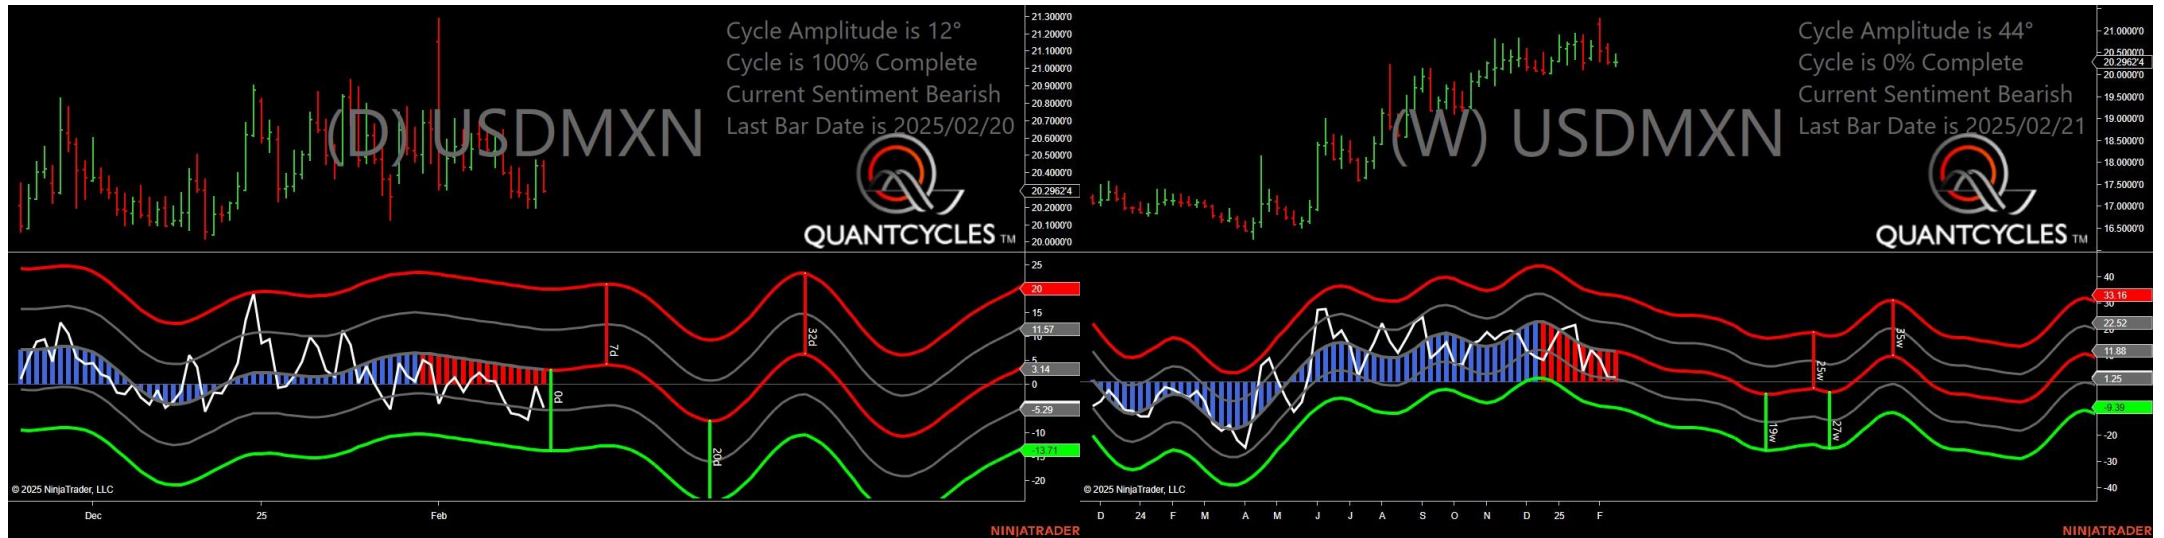 Cycle Amplitude is 12°
Cycle is 100% Complete
Current Sentiment Bearish
Last Bar Date is 2025/02/20
(D) USDMXN
QUANTCYCLES TM
21.3000'0
21.2000'0
21.1000'0
21.0000'0
20.9000'0
20.8000'0
20.7000'0
20.6000'0
20.5000'0
20.4000'0
20.2962'4
20.2000'0
20.1000'0
20.0000'0
25
20
15
11.57
10
5
3.14
0
-5.29
-10
-13.71
-15
-20
7d
0d
20d
32d
© 2025 NinjaTrader, LLC
Dec
25
Feb
NINJATRADER
Cycle Amplitude is 44°
Cycle is 0% Complete
Current Sentiment Bearish
Last Bar Date is 2025/02/21
(W) USDMXN
QUANTCYCLES TM
21.0000'0
20.5000'0
20.2962'4
20.0000'0
19.5000'0
19.0000'0
18.5000'0
18.0000'0
17.5000'0
17.0000'0
16.5000'0
40
33.16
30
22.52
20
11.88
1.25
-9.39
-20
-30
-40
19w
25w
27w
35w
© 2025 NinjaTrader, LLC
D 24 F M A M J J A S O N D 25 F
NINJATRADER